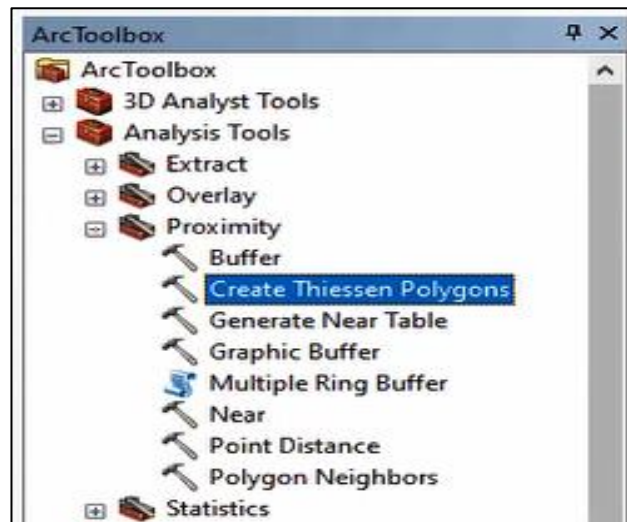 ArcToolbox
ArcToolbox
3D Analyst Tools
Analysis Tools
Extract
Overlay
Proximity
Buffer
Create Thiessen Polygons
Generate Near Table
Graphic Buffer
Multiple Ring Buffer
Near
Point Distance
Polygon Neighbors
Statistics